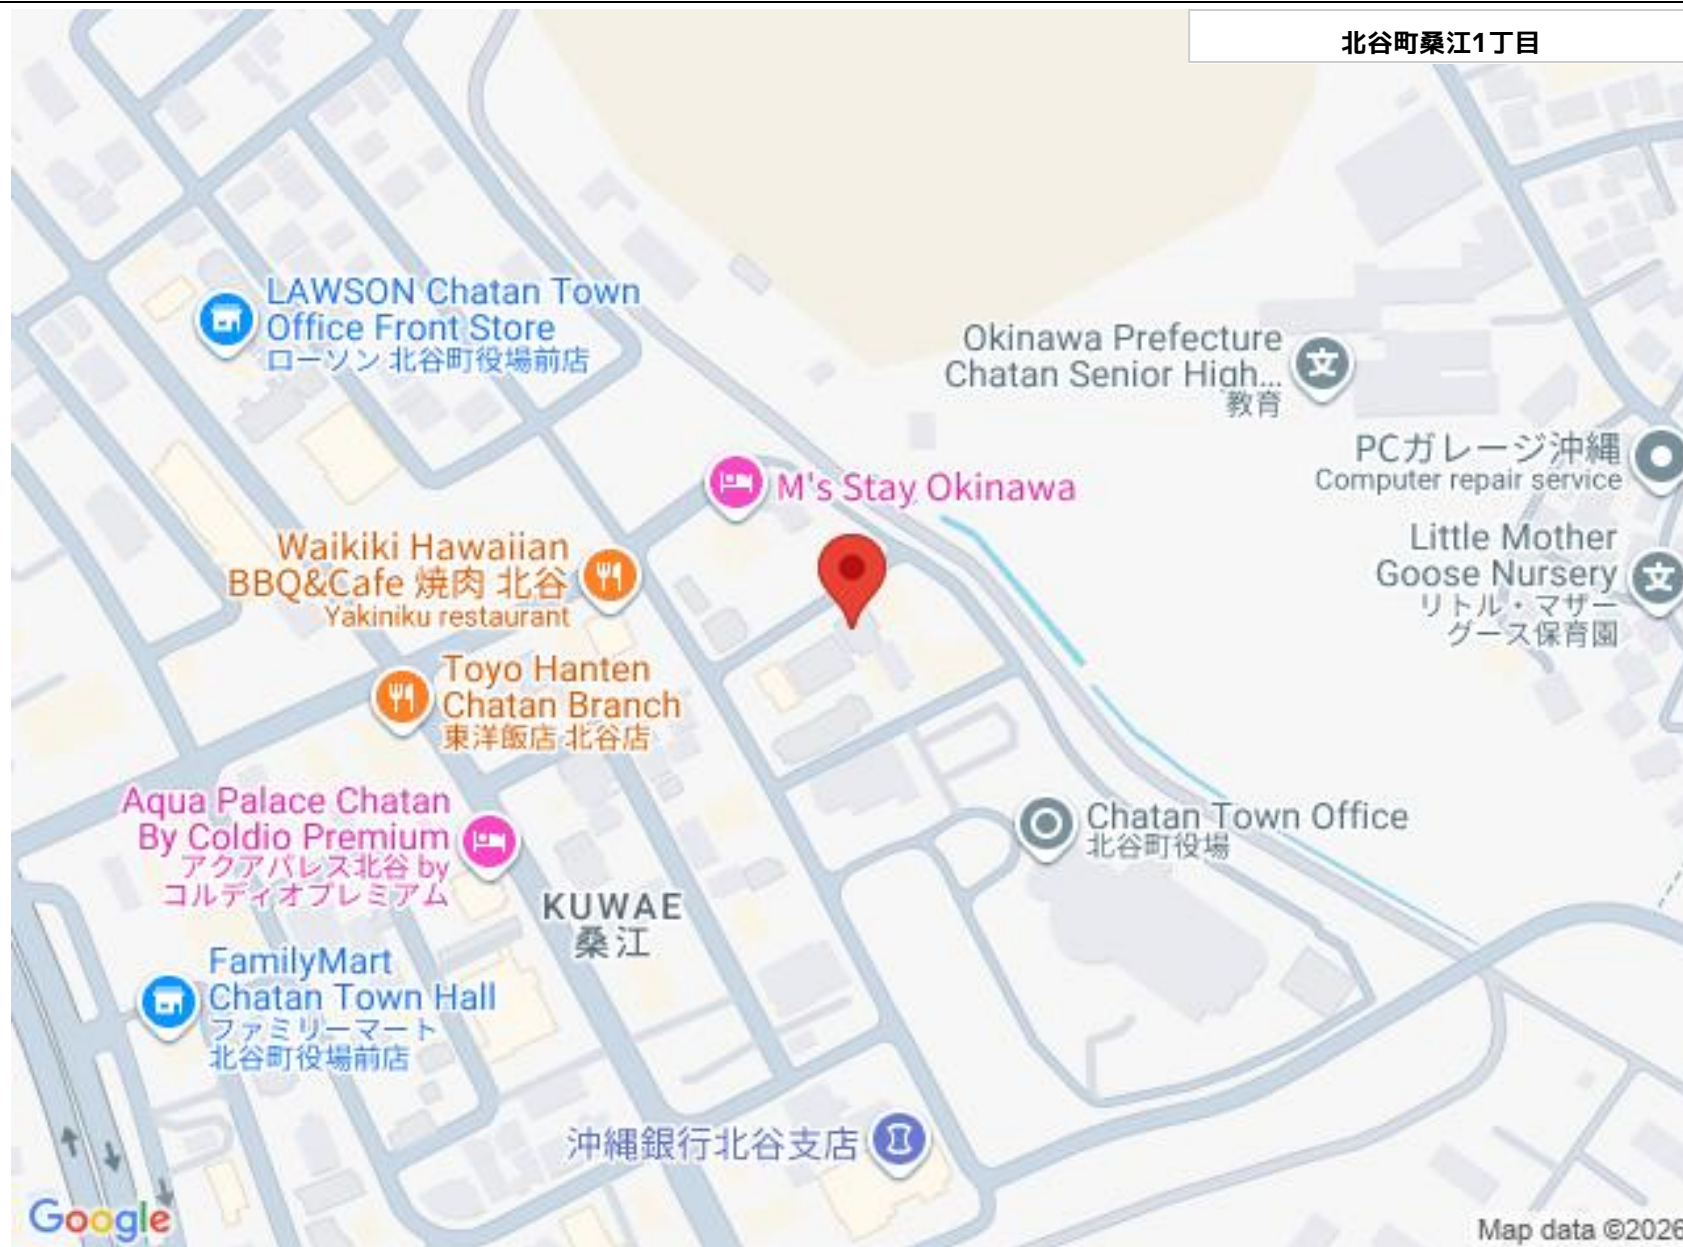 北谷町桑江1丁目
LAWSON Chatan Town
Office Front Store
ローソン 北谷町役場前店
Okinawa Prefecture
Chatan Senior High...
教育
PCガレージ沖縄
Computer repair service
M's Stay Okinawa
Waikiki Hawaiian
BBQ&Cafe 焼肉 北谷
Yakiniku restaurant
Little Mother
Goose Nursery
リトル・マザー
グース保育園
Toyo Hanten
Chatan Branch
東洋飯店 北谷店
Aqua Palace Chatan
By Coldio Premium
アクアパレス北谷 by
コルディオプレミアム
Chatan Town Office
北谷町役場
KUWAE
桑江
FamilyMart
Chatan Town Hall
ファミリーマート
北谷町役場前店
沖縄銀行北谷支店
Google
Map data ©2026